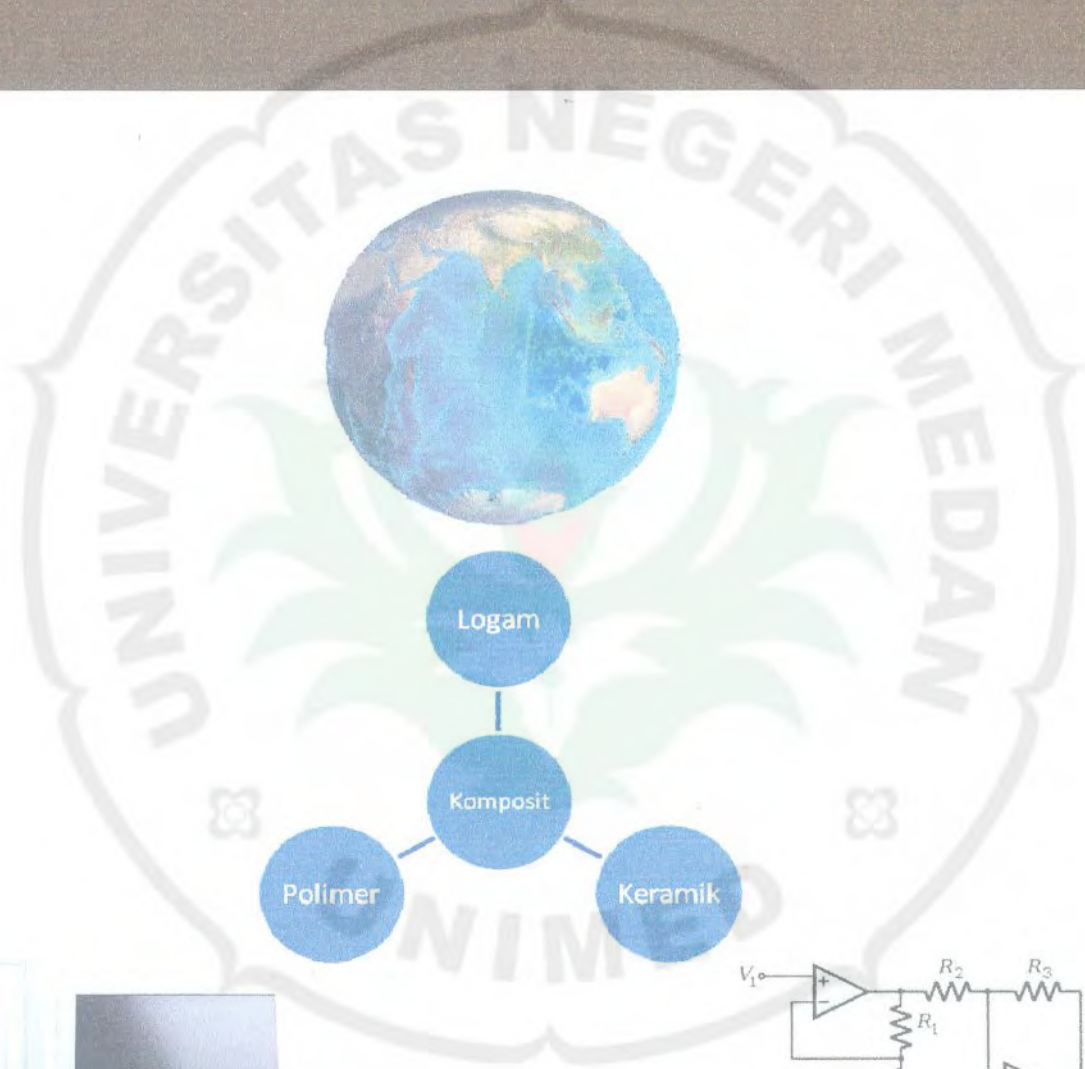 UNIVERSITAS NEGERI MEDAN
Logam
Komposit
Polimer
Keramik
UNIMED
V1
+
−
R2
R3
R1